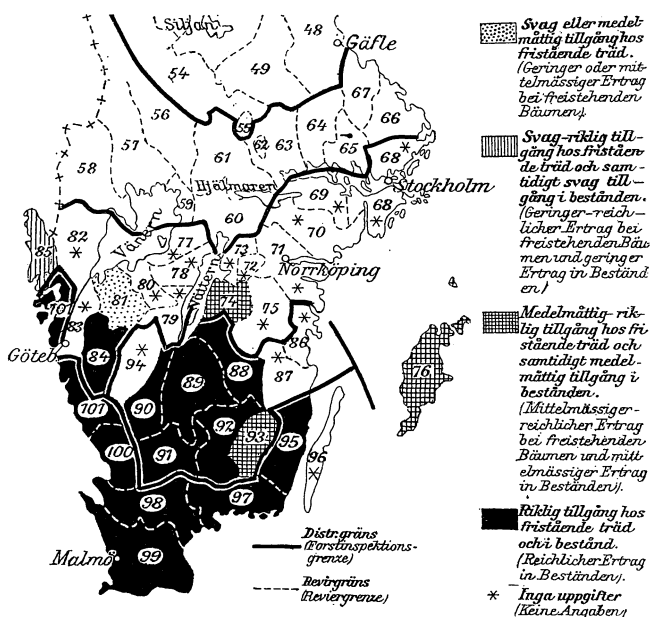 Siljan
48
Gäfle
54
49
67
56
66
64
55
62
63
57
65
61
68
58
Hjälmaren
Stockholm
59
69
60
68
82
Vänern
70
77
73
71
85
78
72
Norrköping
80
Vättern
81
74
101
75
79
83
86
Göteb.
84
94
87
76
89
88
101
90
92
93
95
100
91
96
97
98
Malmö
99
Distr.gräns
(Forstinspektions-
grenze)
Revirgräns
(Reviergrenze)
Svag eller medel-
måttig tillgång hos
fristående träd.
(Geringer oder mit-
telmässiger Ertrag
bei freistehenden
Bäumen).
Svag-riklig till-
gång hos fristäen-
de träd och sam-
tidigt svag till-
gång i bestånden.
(Geringer-reich-
licher Ertrag bei
freistehenden Bäu-
men und geringer
Ertrag in Bestånd
en)
Medelmåttig-rik-
lig tillgång hos fri
stående träd och
samtidigt medel-
måttig tillgång i
bestånden.
(Mittelmässiger-
reichlicher Ertrag
bei freistehenden
Bäumen und mitt
elmässiger Ertrag
in Beständen).
Riklig tillgång hos
fristående träd
och i bestånd.
(Reichlicher Ertrag
in Beständen).
* Inga uppgifter
(Keine Angaben)